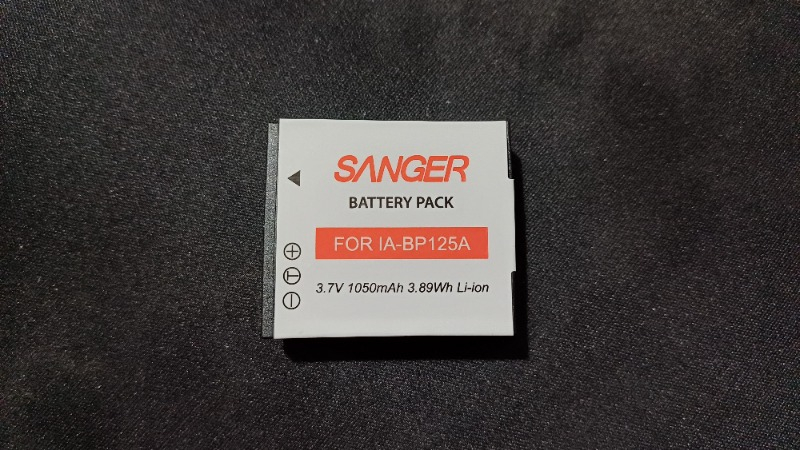 SANGER
BATTERY PACK
FOR IA-BP125A
3.7V 1050mAh 3.89Wh Li-ion
+
T
-